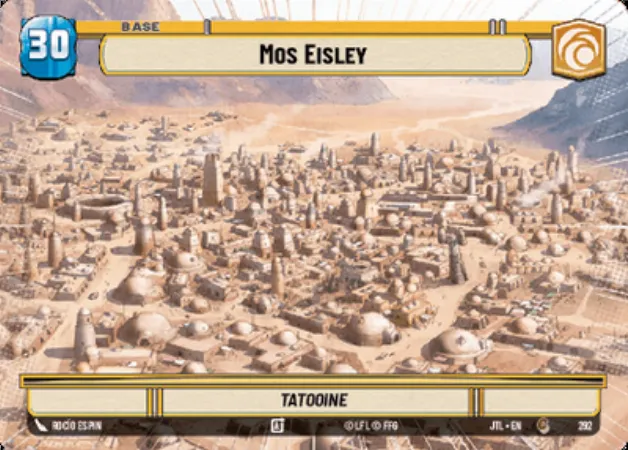 BASE
30
MOS EISLEY
TATOOINE
ROCÍO ESPÍN
A
© LFL © FFG
JTL • EN
292